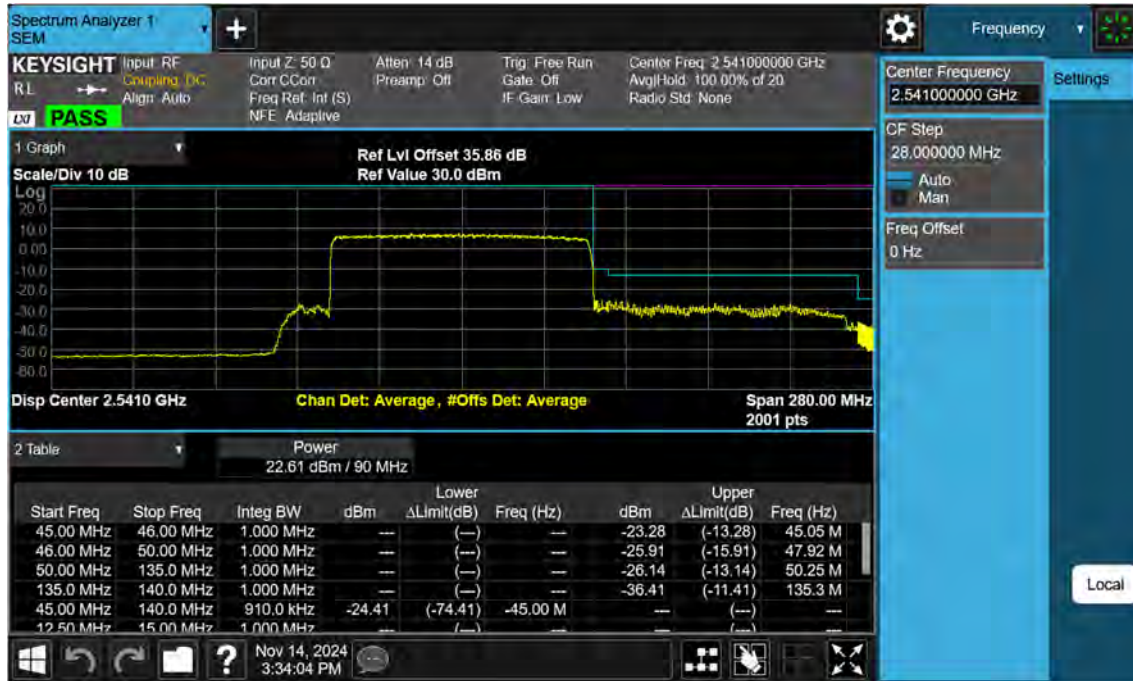 Spectrum Analyzer 1
SEM
Frequency
KEYSIGHT Input: RF Input Z: 50 Ω Atten: 14 dB Trig: Free Run Center Freq: 2.541000000 GHz
RL Coupling: DC Corr CCorr Preamp: Off Gate: Off Avg|Hold: 100.00% of 20
Align: Auto Freq Ref: Int (S) IF Gain: Low Radio Std: None
LXI PASS NFE: Adaptive
Center Frequency
2.541000000 GHz
Settings
CF Step
28.000000 MHz
Auto
Man
Freq Offset
0 Hz
1 Graph
Ref Lvl Offset 35.86 dB
Scale/Div 10 dB Ref Value 30.0 dBm
Log
20.0
10.0
0.00
-10.0
-20.0
-30.0
-40.0
-50.0
-60.0
Disp Center 2.5410 GHz Chan Det: Average, #Offs Det: Average Span 280.00 MHz
2001 pts
2 Table Power
22.61 dBm / 90 MHz
Lower Upper
Start Freq Stop Freq Integ BW dBm ΔLimit(dB) Freq (Hz) dBm ΔLimit(dB) Freq (Hz)
45.00 MHz 46.00 MHz 1.000 MHz --- (---) --- -23.28 (-13.28) 45.05 M
46.00 MHz 50.00 MHz 1.000 MHz --- (---) --- -25.91 (-15.91) 47.92 M
50.00 MHz 135.0 MHz 1.000 MHz --- (---) --- -26.14 (-13.14) 50.25 M
135.0 MHz 140.0 MHz 1.000 MHz --- (---) --- -36.41 (-11.41) 135.3 M
45.00 MHz 140.0 MHz 910.0 kHz -24.41 (-74.41) -45.00 M --- (---) ---
12.50 MHz 15.00 MHz 1.000 MHz --- (---) --- --- (---) ---
Local
Nov 14, 2024
3:34:04 PM